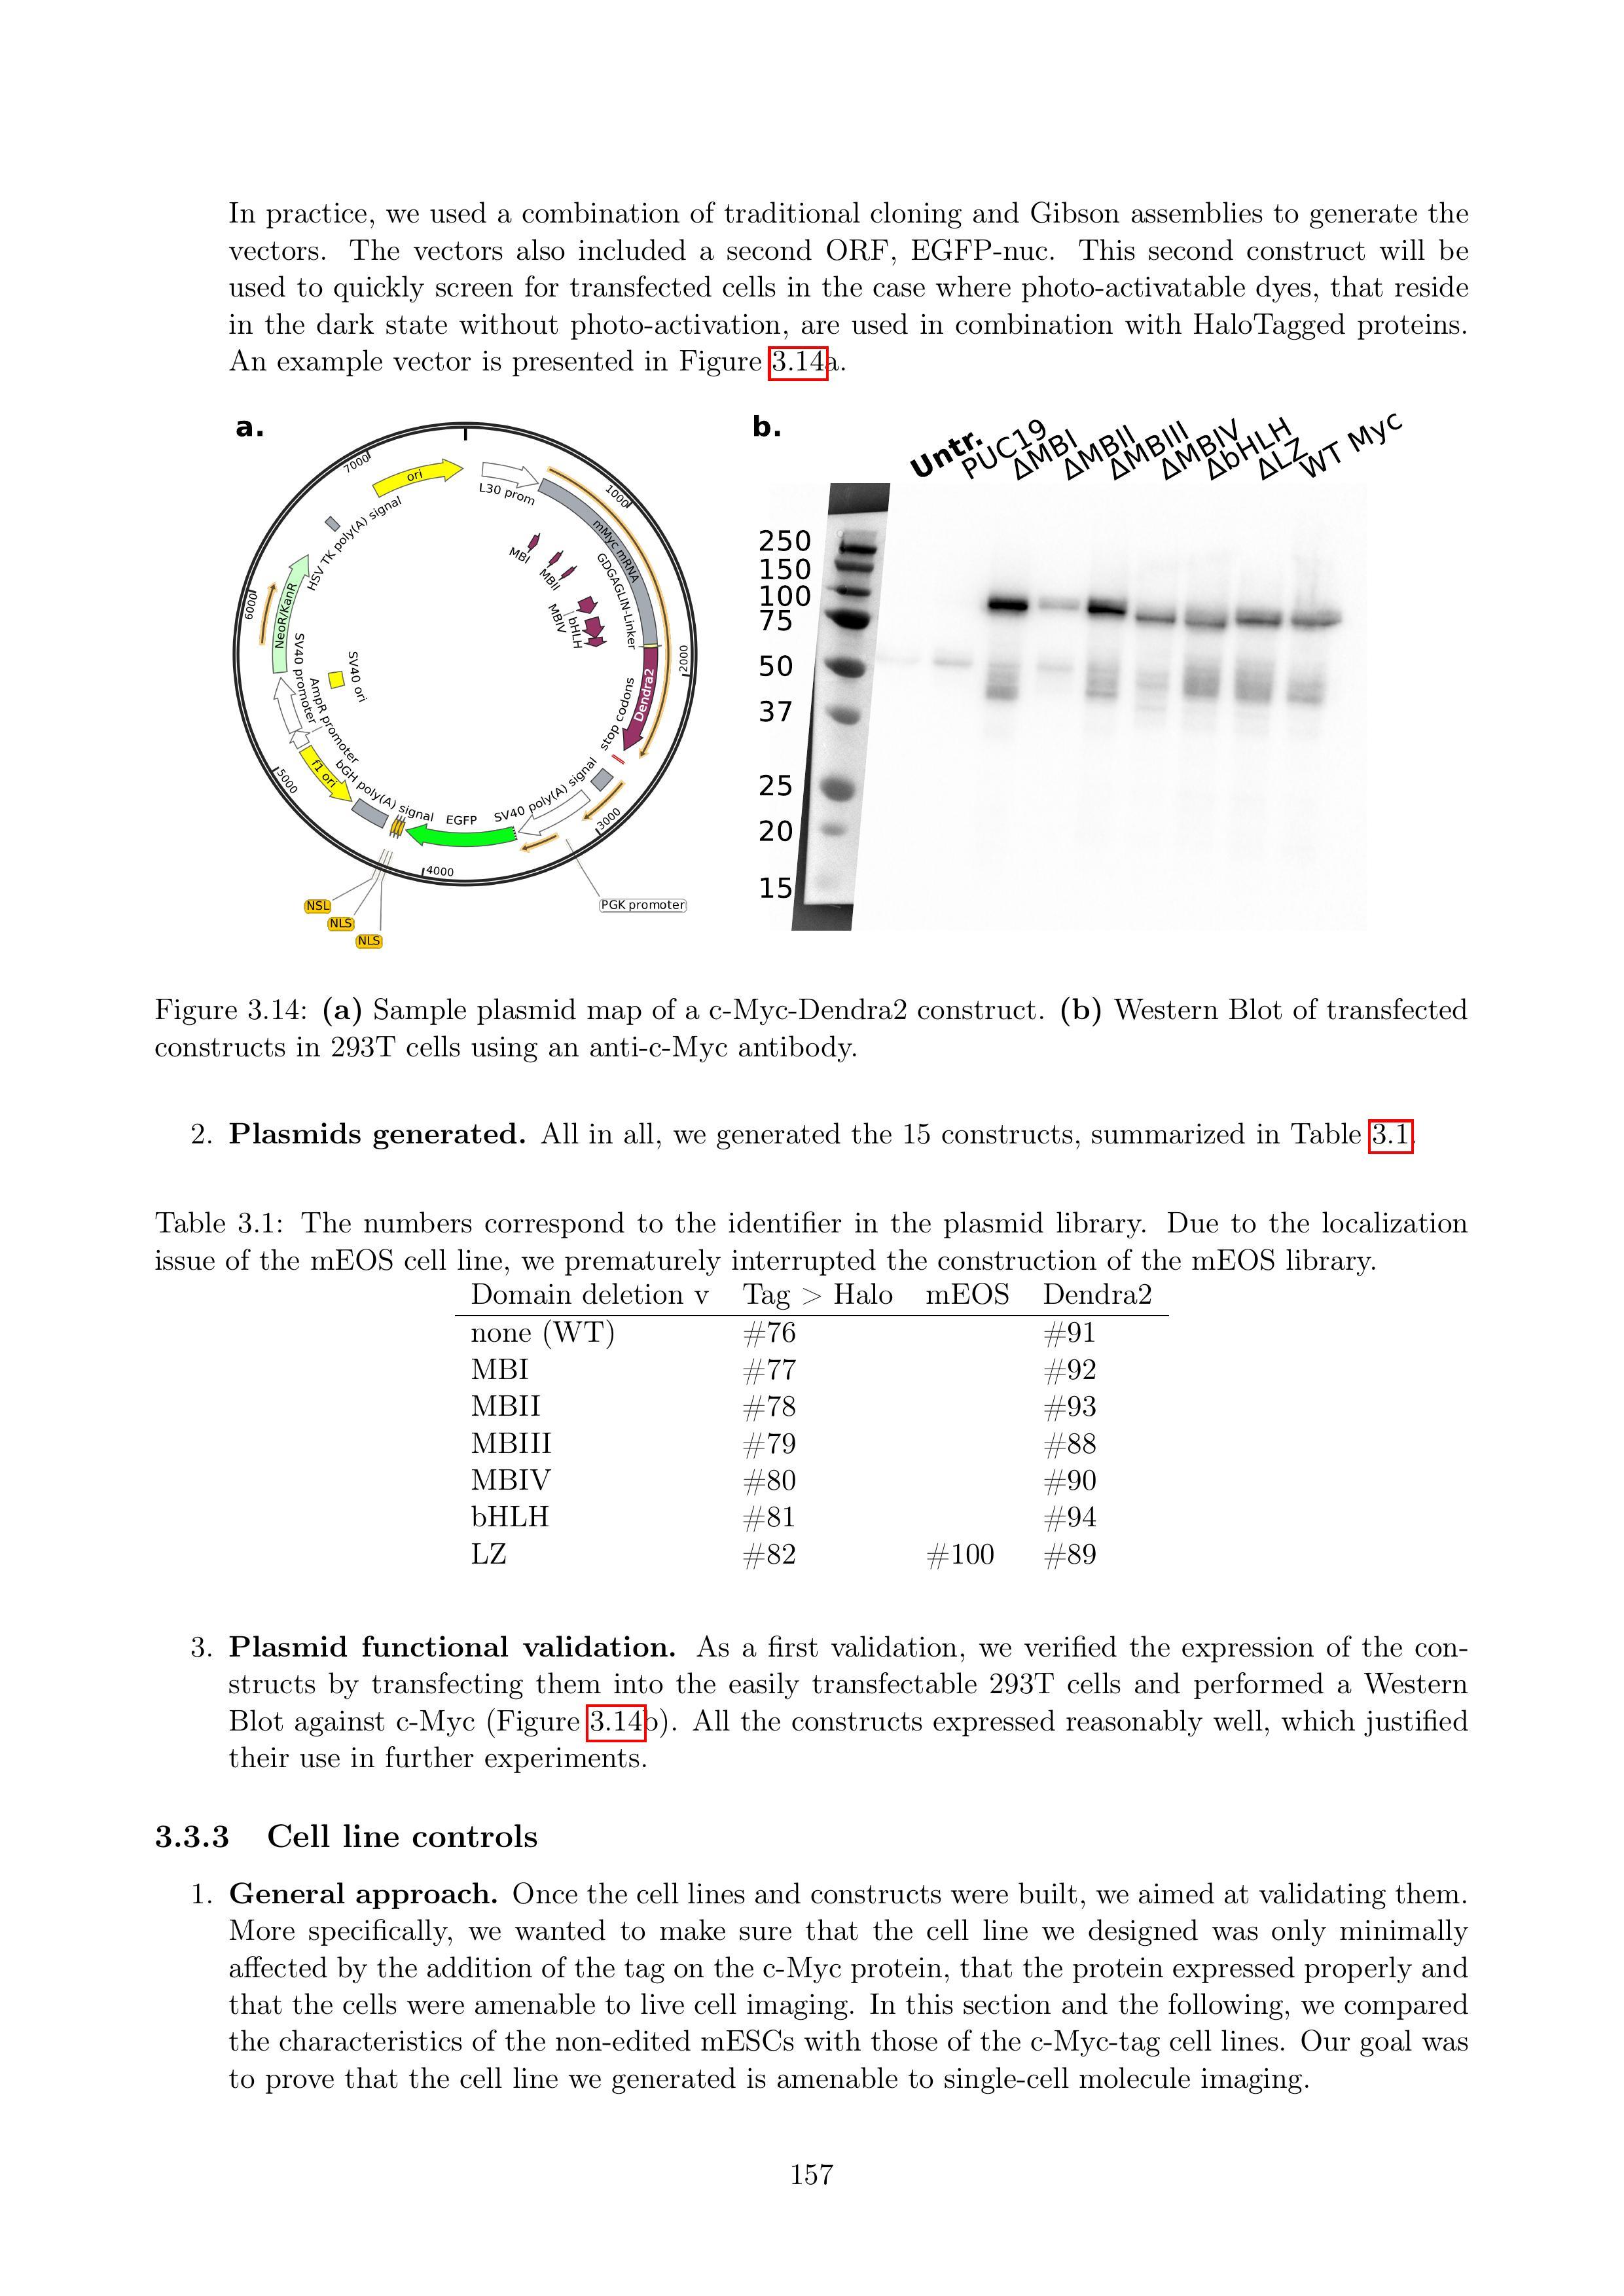 In practice, we used a combination of traditional cloning and Gibson assemblies to generate the
vectors. The vectors also included a second ORF, EGFP-nuc. This second construct will be
used to quickly screen for transfected cells in the case where photo-activatable dyes, that reside
in the dark state without photo-activation, are used in combination with HaloTagged proteins.
An example vector is presented in Figure 3.14a.
a.
7000
ori
L30 prom
1000
mMyc mRNA
GDGAGLIN-Linker
MBI
MBII
MBIV
bHLH
2000
Dendra2
stop codons
SV40 poly(A) signal
3000
PGK promoter
EGFP
4000
NSL
NLS
NLS
bGH poly(A) signal
f1 ori
5000
AmpR promoter
SV40 promoter
SV40 ori
NeoR/KanR
6000
HSV TK poly(A) signal
b.
Untr.
PUC19
ΔMBI
ΔMBII
ΔMBIII
ΔMBIV
ΔbHLH
ΔLZ
WT Myc
250
150
100
75
50
37
25
20
15
Figure 3.14: (a) Sample plasmid map of a c-Myc-Dendra2 construct. (b) Western Blot of transfected
constructs in 293T cells using an anti-c-Myc antibody.
2. Plasmids generated. All in all, we generated the 15 constructs, summarized in Table 3.1.
Table 3.1: The numbers correspond to the identifier in the plasmid library. Due to the localization
issue of the mEOS cell line, we prematurely interrupted the construction of the mEOS library.
Domain deletion v Tag > Halo mEOS Dendra2
none (WT) #76 #91
MBI #77 #92
MBII #78 #93
MBIII #79 #88
MBIV #80 #90
bHLH #81 #94
LZ #82 #100 #89
3. Plasmid functional validation. As a first validation, we verified the expression of the con-
structs by transfecting them into the easily transfectable 293T cells and performed a Western
Blot against c-Myc (Figure 3.14b). All the constructs expressed reasonably well, which justified
their use in further experiments.
3.3.3 Cell line controls
1. General approach. Once the cell lines and constructs were built, we aimed at validating them.
More specifically, we wanted to make sure that the cell line we designed was only minimally
affected by the addition of the tag on the c-Myc protein, that the protein expressed properly and
that the cells were amenable to live cell imaging. In this section and the following, we compared
the characteristics of the non-edited mESCs with those of the c-Myc-tag cell lines. Our goal was
to prove that the cell line we generated is amenable to single-cell molecule imaging.
157